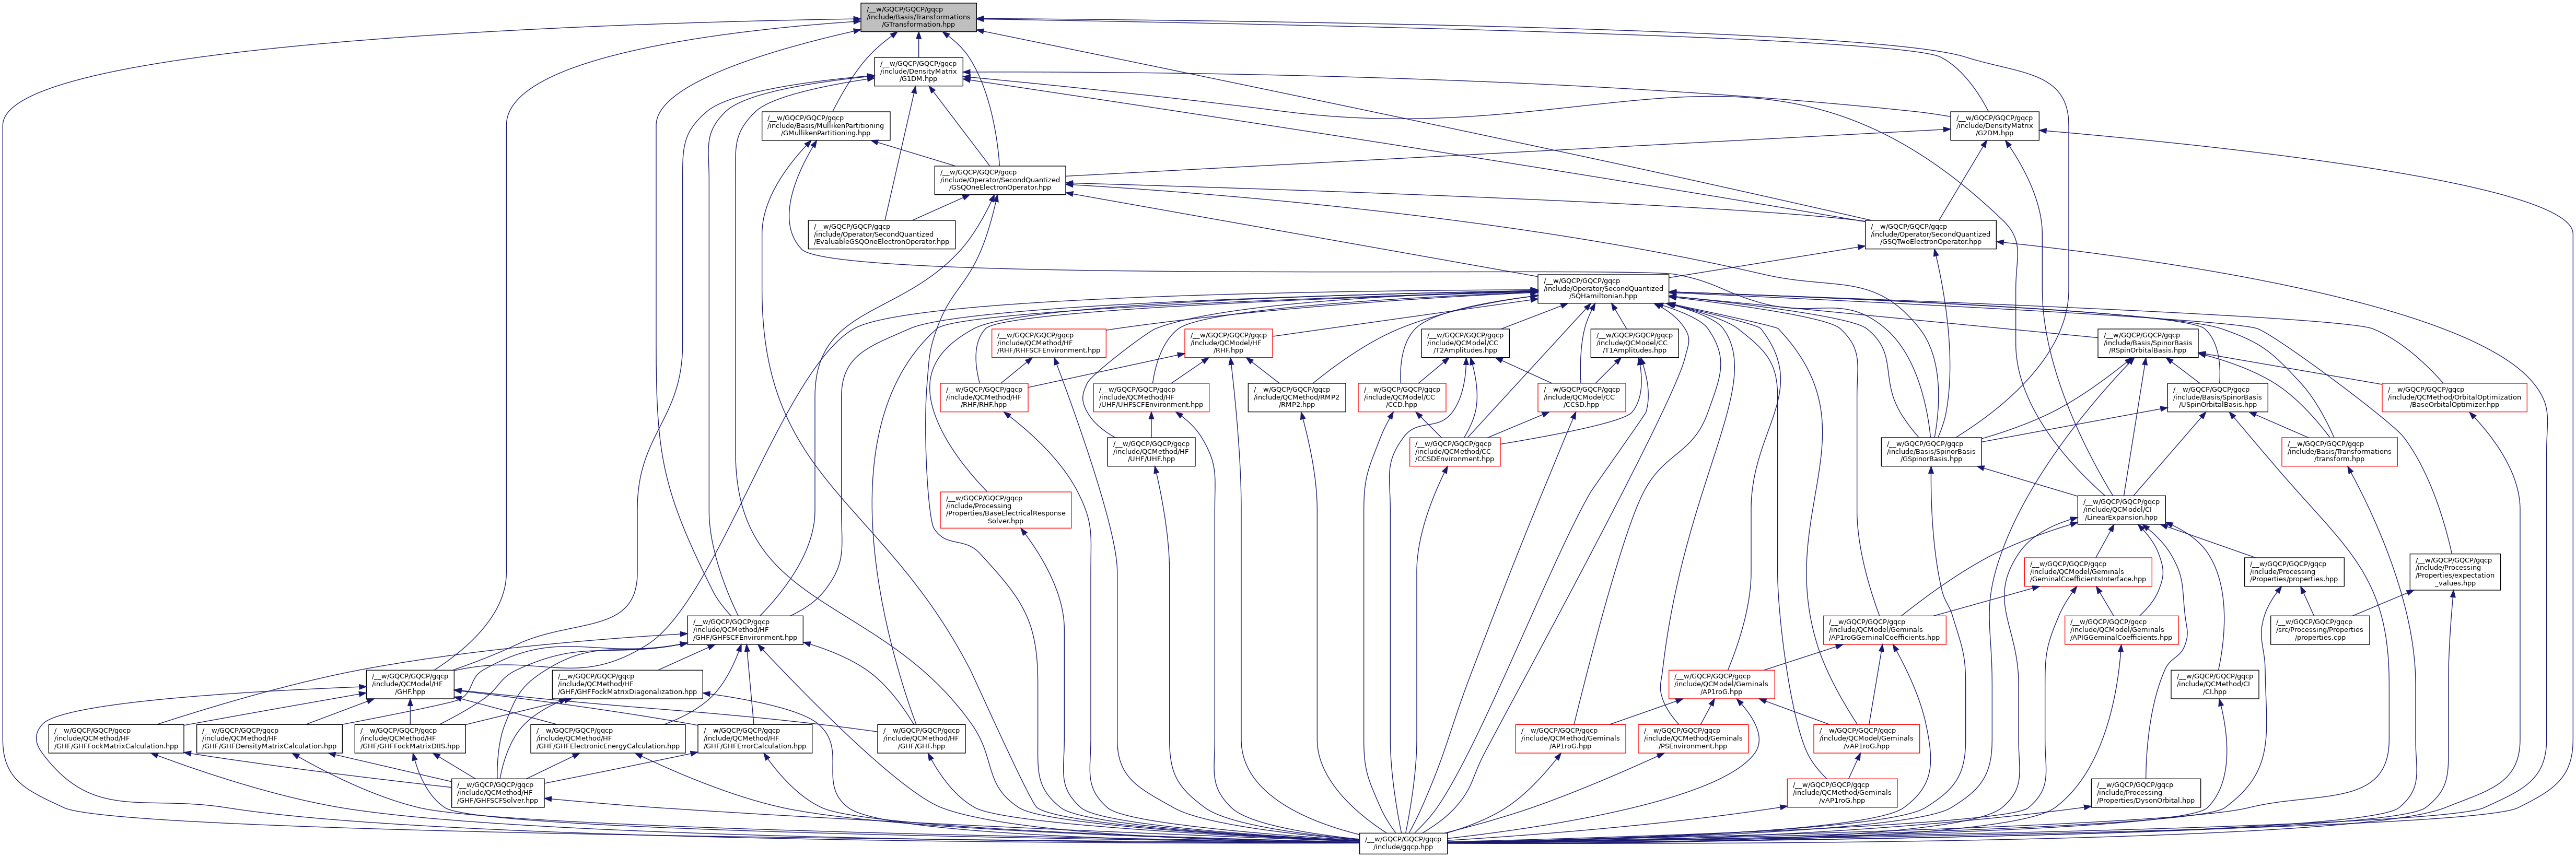 /__w/GQCP/GQCP/gqcp
/include/Basis/Transformations
/GTransformation.hpp
/__w/GQCP/GQCP/gqcp
/include/DensityMatrix
/G1DM.hpp
/__w/GQCP/GQCP/gqcp
/include/Basis/MullikenPartitioning
/GMullikenPartitioning.hpp
/__w/GQCP/GQCP/gqcp
/include/DensityMatrix
/G2DM.hpp
/__w/GQCP/GQCP/gqcp
/include/Operator/SecondQuantized
/GSQOneElectronOperator.hpp
/__w/GQCP/GQCP/gqcp
/include/Operator/SecondQuantized
/EvaluableGSQOneElectronOperator.hpp
/__w/GQCP/GQCP/gqcp
/include/Operator/SecondQuantized
/GSQTwoElectronOperator.hpp
/__w/GQCP/GQCP/gqcp
/include/Operator/SecondQuantized
/SQHamiltonian.hpp
/__w/GQCP/GQCP/gqcp
/include/QCMethod/HF
/RHF/RHFSCFEnvironment.hpp
/__w/GQCP/GQCP/gqcp
/include/QCModel/HF
/RHF.hpp
/__w/GQCP/GQCP/gqcp
/include/QCModel/CC
/T2Amplitudes.hpp
/__w/GQCP/GQCP/gqcp
/include/QCModel/CC
/T1Amplitudes.hpp
/__w/GQCP/GQCP/gqcp
/include/Basis/SpinorBasis
/RSpinOrbitalBasis.hpp
/__w/GQCP/GQCP/gqcp
/include/QCMethod/HF
/RHF/RHF.hpp
/__w/GQCP/GQCP/gqcp
/include/QCMethod/HF
/UHF/UHFSCFEnvironment.hpp
/__w/GQCP/GQCP/gqcp
/include/QCMethod/RMP2
/RMP2.hpp
/__w/GQCP/GQCP/gqcp
/include/QCModel/CC
/CCD.hpp
/__w/GQCP/GQCP/gqcp
/include/QCModel/CC
/CCSD.hpp
/__w/GQCP/GQCP/gqcp
/include/Basis/SpinorBasis
/USpinOrbitalBasis.hpp
/__w/GQCP/GQCP/gqcp
/include/QCMethod/OrbitalOptimization
/BaseOrbitalOptimizer.hpp
/__w/GQCP/GQCP/gqcp
/include/QCMethod/HF
/UHF/UHF.hpp
/__w/GQCP/GQCP/gqcp
/include/QCMethod/CC
/CCSDEnvironment.hpp
/__w/GQCP/GQCP/gqcp
/include/Basis/SpinorBasis
/GSpinorBasis.hpp
/__w/GQCP/GQCP/gqcp
/include/Basis/Transformations
/transform.hpp
/__w/GQCP/GQCP/gqcp
/include/Processing
/Properties/BaseElectricalResponse
Solver.hpp
/__w/GQCP/GQCP/gqcp
/include/QCModel/CI
/LinearExpansion.hpp
/__w/GQCP/GQCP/gqcp
/include/QCModel/Geminals
/GeminalCoefficientsInterface.hpp
/__w/GQCP/GQCP/gqcp
/include/Processing
/Properties/properties.hpp
/__w/GQCP/GQCP/gqcp
/include/Processing
/Properties/expectation
_values.hpp
/__w/GQCP/GQCP/gqcp
/include/QCMethod/HF
/GHF/GHFSCFEnvironment.hpp
/__w/GQCP/GQCP/gqcp
/include/QCModel/Geminals
/AP1roGGeminalCoefficients.hpp
/__w/GQCP/GQCP/gqcp
/include/QCModel/Geminals
/APIGGeminalCoefficients.hpp
/__w/GQCP/GQCP/gqcp
/src/Processing/Properties
/properties.cpp
/__w/GQCP/GQCP/gqcp
/include/QCModel/HF
/GHF.hpp
/__w/GQCP/GQCP/gqcp
/include/QCMethod/HF
/GHF/GHFFockMatrixDiagonalization.hpp
/__w/GQCP/GQCP/gqcp
/include/QCModel/Geminals
/AP1roG.hpp
/__w/GQCP/GQCP/gqcp
/include/QCMethod/CI
/CI.hpp
/__w/GQCP/GQCP/gqcp
/include/QCMethod/HF
/GHF/GHFFockMatrixCalculation.hpp
/__w/GQCP/GQCP/gqcp
/include/QCMethod/HF
/GHF/GHFDensityMatrixCalculation.hpp
/__w/GQCP/GQCP/gqcp
/include/QCMethod/HF
/GHF/GHFFockMatrixDIIS.hpp
/__w/GQCP/GQCP/gqcp
/include/QCMethod/HF
/GHF/GHFElectronicEnergyCalculation.hpp
/__w/GQCP/GQCP/gqcp
/include/QCMethod/HF
/GHF/GHFErrorCalculation.hpp
/__w/GQCP/GQCP/gqcp
/include/QCMethod/HF
/GHF/GHF.hpp
/__w/GQCP/GQCP/gqcp
/include/QCMethod/Geminals
/AP1roG.hpp
/__w/GQCP/GQCP/gqcp
/include/QCMethod/Geminals
/PSEnvironment.hpp
/__w/GQCP/GQCP/gqcp
/include/QCModel/Geminals
/vAP1roG.hpp
/__w/GQCP/GQCP/gqcp
/include/QCMethod/HF
/GHF/GHFSCFSolver.hpp
/__w/GQCP/GQCP/gqcp
/include/QCMethod/Geminals
/vAP1roG.hpp
/__w/GQCP/GQCP/gqcp
/include/Processing
/Properties/DysonOrbital.hpp
/__w/GQCP/GQCP/gqcp
/include/gqcp.hpp